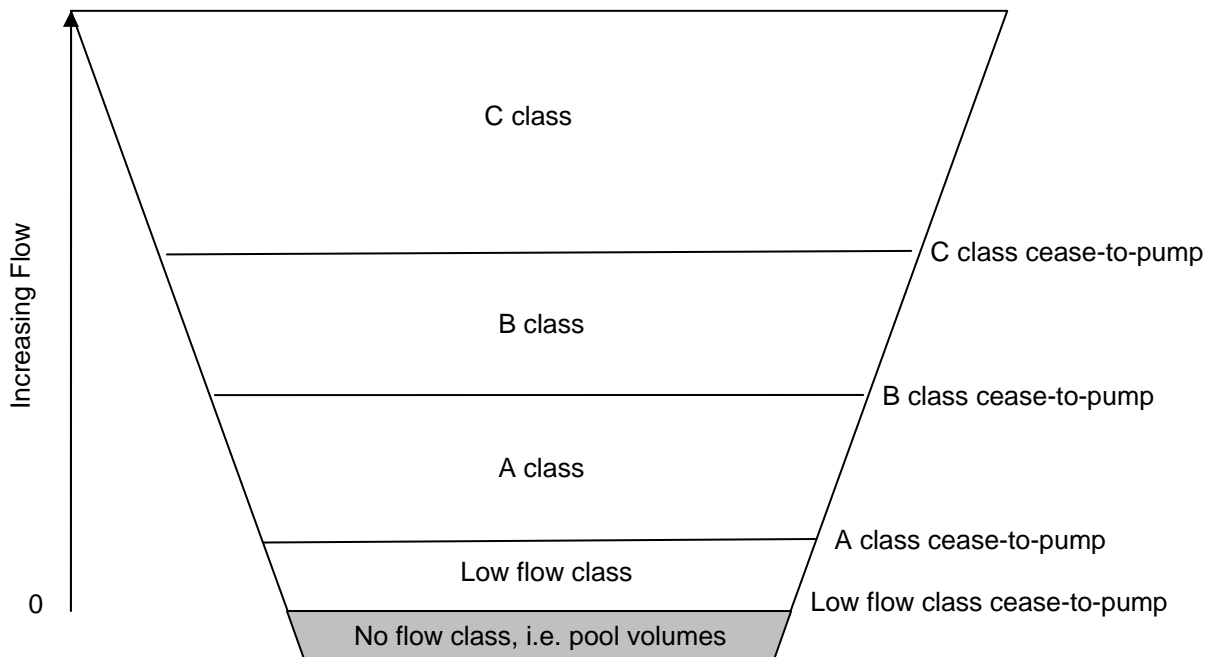 C class
C class cease-to-pump
Increasing Flow
B class
B class cease-to-pump
A class
A class cease-to-pump
Low flow class
0
Low flow class cease-to-pump
No flow class, i.e. pool volumes